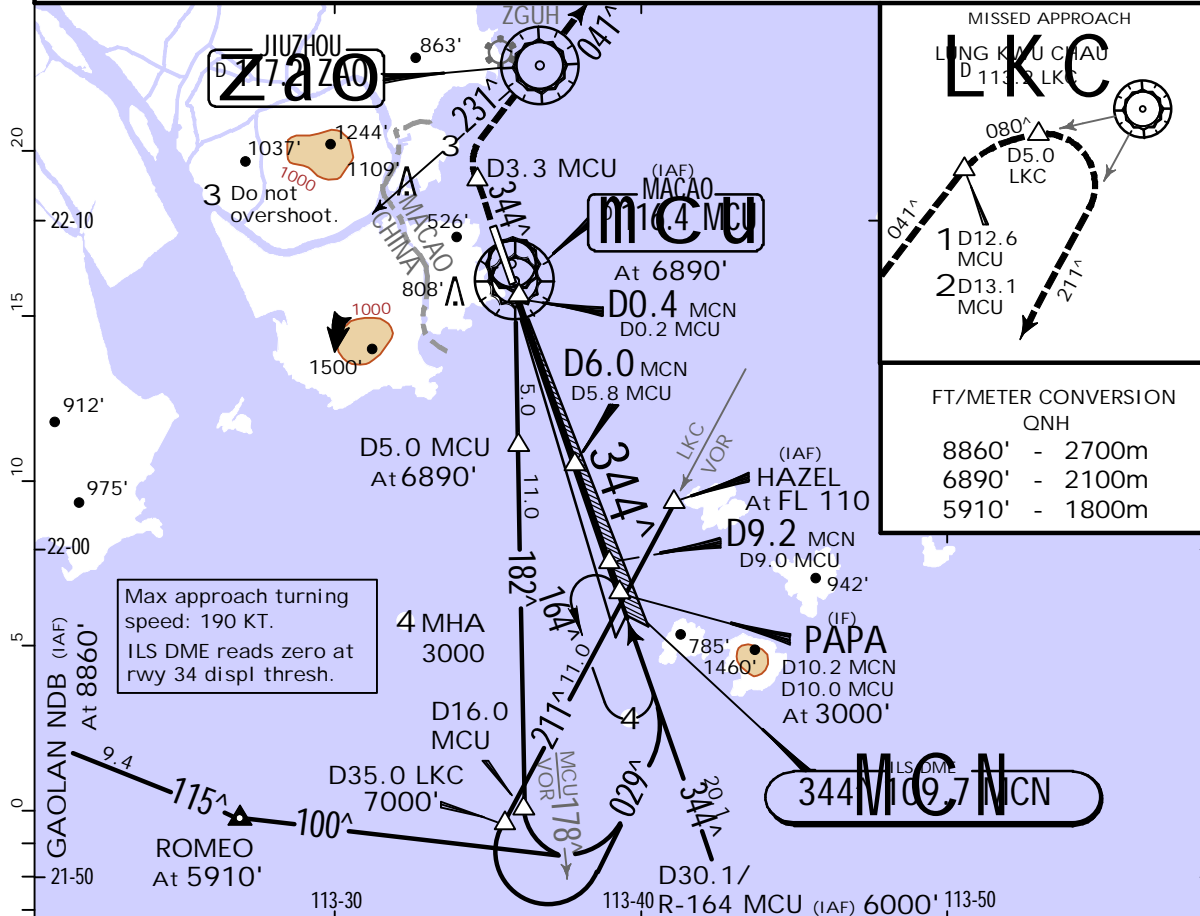 ZGUH
041^
JIUZHOU
D 117.2 ZAO
zao
863'
231^
1244'
1037'
1000
1109'
3
3 Do not
overshoot.
MACAO
CHINA
526'
808'
D3.3 MCU
344^
(IAF)
MACAO
D 116.4 MCU
mcu
At 6890'
D0.4 MCN
D0.2 MCU
D6.0 MCN
D5.8 MCU
MISSED APPROACH
LUNG KWU CHAU
D 113.2 LKC
LKC
080^
D5.0
LKC
041^
1 D12.6
MCU
2 D13.1
MCU
211^
FT/METER CONVERSION
QNH
8860' - 2700m
6890' - 2100m
5910' - 1800m
20
22-10
15
10
22-00
5
0
21-50
1000
1500'
912'
975'
5.0
D5.0 MCU
At 6890'
11.0
182^
344^
LKC
VOR
(IAF)
HAZEL
At FL 110
D9.2 MCN
D9.0 MCU
942'
(IF)
PAPA
D10.2 MCN
D10.0 MCU
At 3000'
785'
1460'
Max approach turning
speed: 190 KT.
ILS DME reads zero at
rwy 34 displ thresh.
4 MHA
3000
164^
11.0
211^
4
D16.0
MCU
D35.0 LKC
7000'
MCU
VOR
178^
029^
20.1
344^
ILS DME
344^ 109.7 MCN
MCN
GAOLAN NDB (IAF)
At 8860'
9.4
115^
100^
ROMEO
At 5910'
D30.1/
R-164 MCU (IAF) 6000'
113-30
113-40
113-50